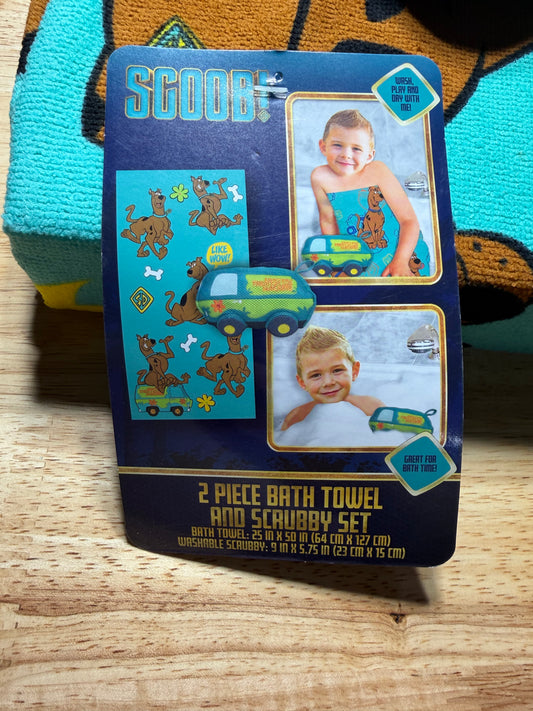 SCOOB!
WASH,
PLAY AND
DRY WITH
ME!
LIKE
WOW!
GREAT FOR
BATH TIME!
2 PIECE BATH TOWEL
AND SCRUBBY SET
BATH TOWEL: 25 IN X 50 IN (64 CM X 127 CM)
WASHABLE SCRUBBY: 9 IN X 5.75 IN (23 CM X 15 CM)